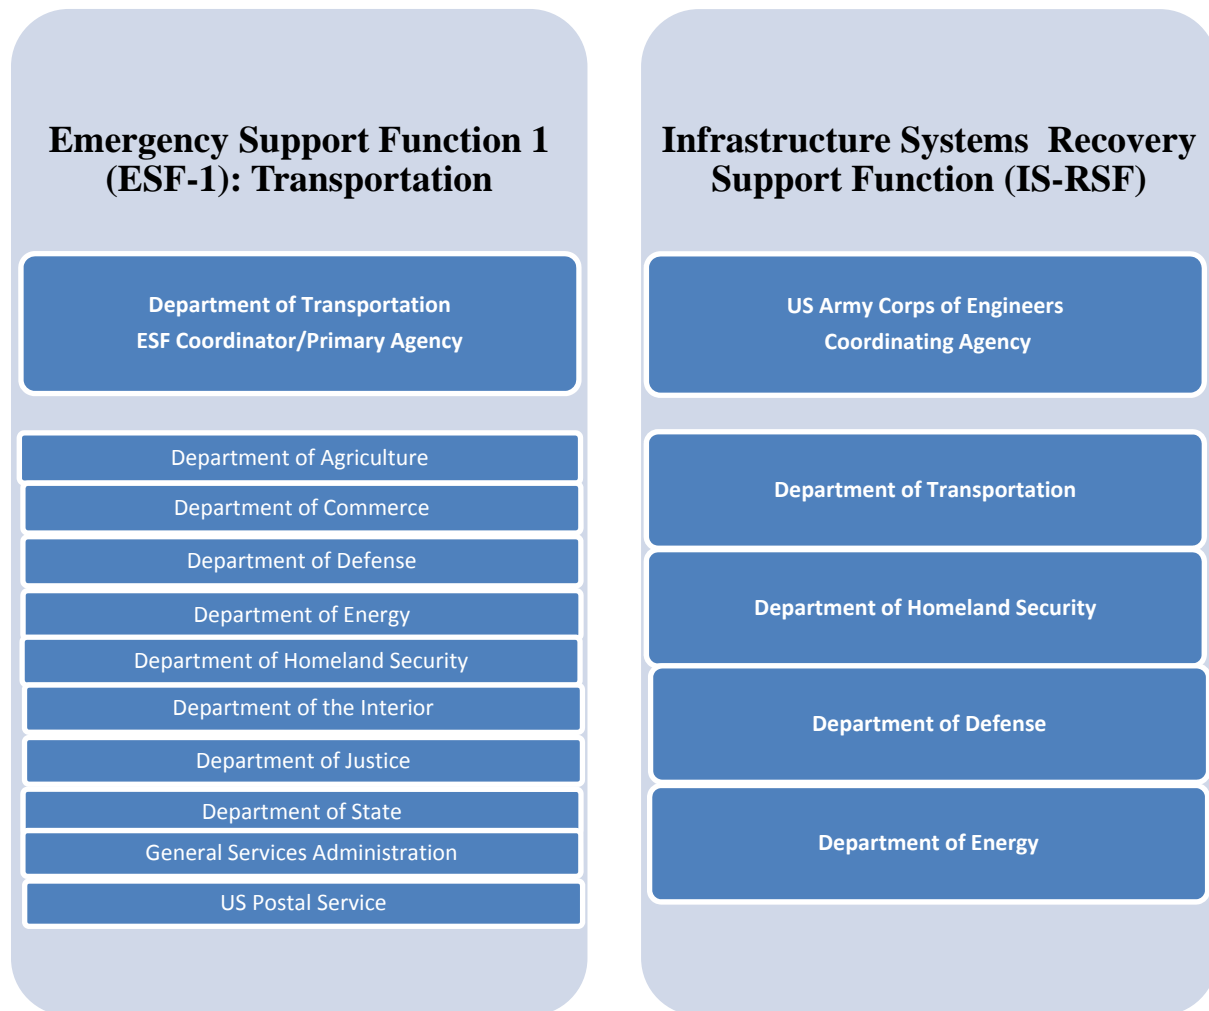 Emergency Support Function 1
(ESF-1): Transportation
Department of Transportation
ESF Coordinator/Primary Agency
Department of Agriculture
Department of Commerce
Department of Defense
Department of Energy
Department of Homeland Security
Department of the Interior
Department of Justice
Department of State
General Services Administration
US Postal Service
Infrastructure Systems Recovery
Support Function (IS-RSF)
US Army Corps of Engineers
Coordinating Agency
Department of Transportation
Department of Homeland Security
Department of Defense
Department of Energy